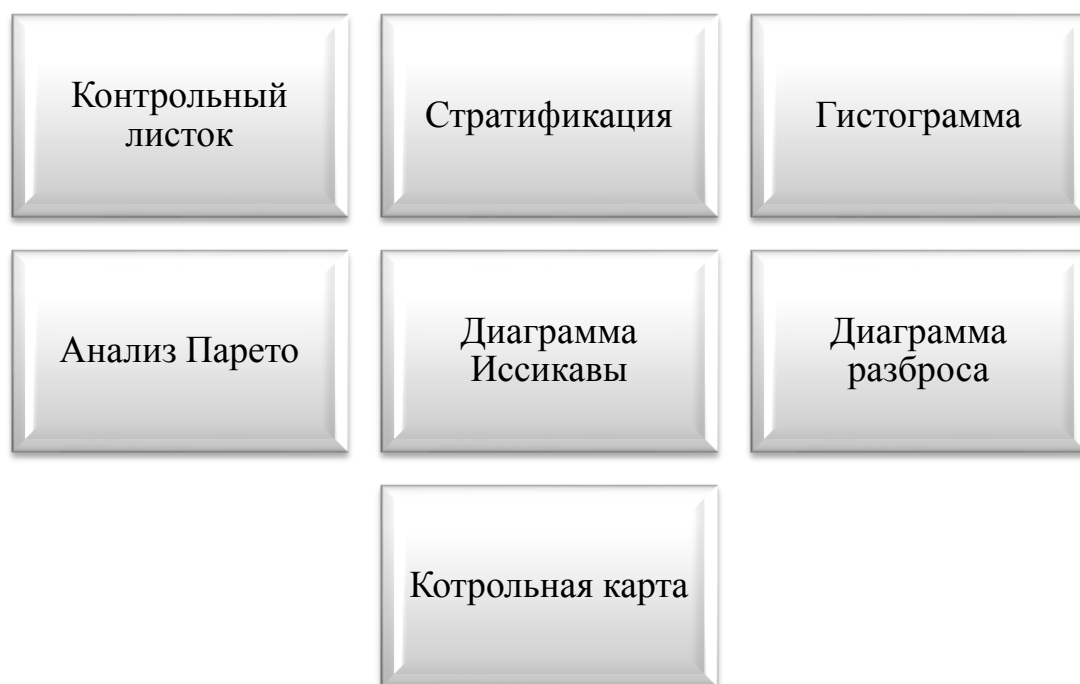 Контрольный
листок
Стратификация
Гистограмма
Анализ Парето
Диаграмма
Иссикавы
Диаграмма
разброса
Котрольная карта